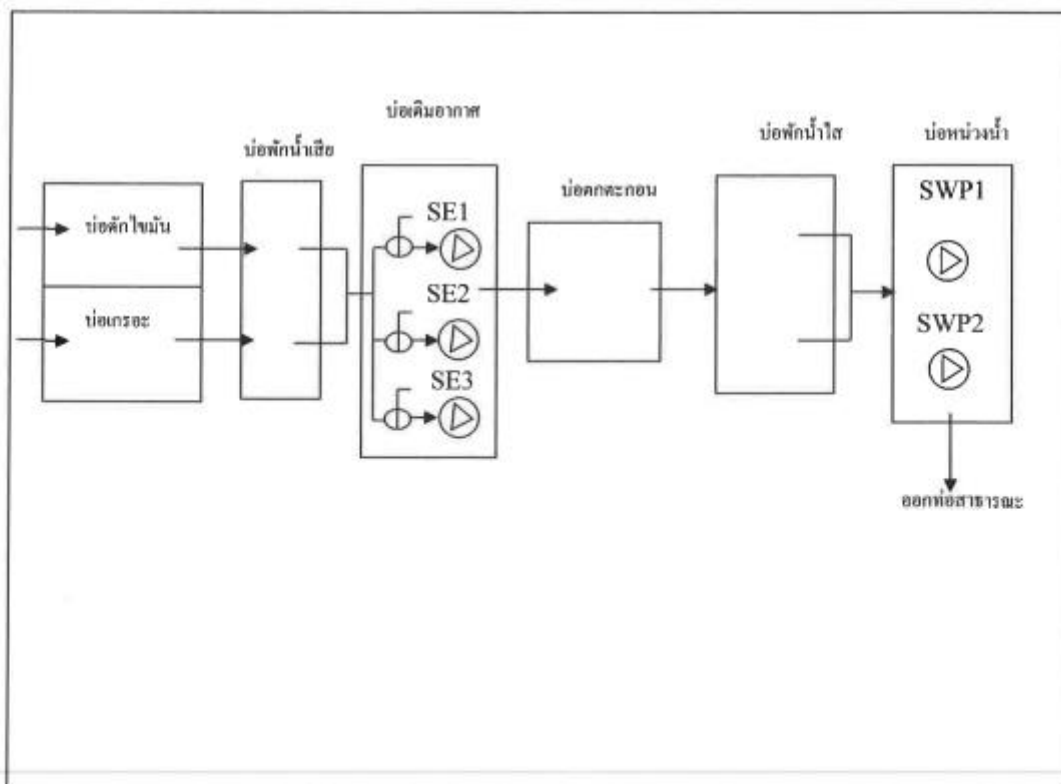 บ่อดักไขมัน
บ่อเกรอะ
บ่อพักน้ำเสีย
บ่อเติมอากาศ
SE1
SE2
SE3
บ่อตกตะกอน
บ่อพักน้ำใส
บ่อหน่วงน้ำ
SWP1
SWP2
ออกท่อสาธารณะ